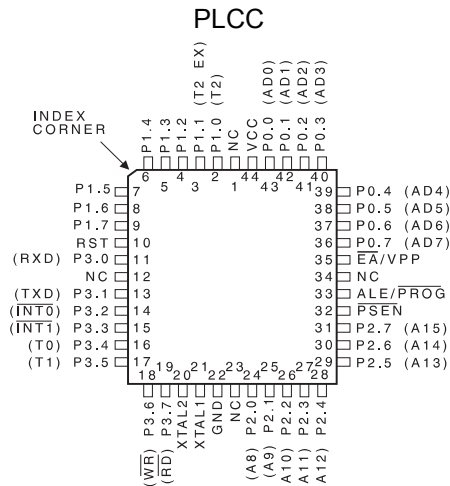 PLCC
INDEX
CORNER
P1.4
P1.3
P1.2
P1.1 (T2 EX)
P1.0 (T2)
NC
VCC
P0.0 (AD0)
P0.1 (AD1)
P0.2 (AD2)
P0.3 (AD3)
6
5
4
3
2
1
44
43
42
41
40
P1.5 7
P1.6 8
P1.7 9
RST 10
(RXD) P3.0 11
NC 12
(TXD) P3.1 13
(INT0) P3.2 14
(INT1) P3.3 15
(T0) P3.4 16
(T1) P3.5 17
39 P0.4 (AD4)
38 P0.5 (AD5)
37 P0.6 (AD6)
36 P0.7 (AD7)
35 EA/VPP
34 NC
33 ALE/PROG
32 PSEN
31 P2.7 (A15)
30 P2.6 (A14)
29 P2.5 (A13)
18
19
20
21
22
23
24
25
26
27
28
(WR) P3.6
(RD) P3.7
XTAL2
XTAL1
GND
NC
(A8) P2.0
(A9) P2.1
A10) P2.2
A11) P2.3
A12) P2.4